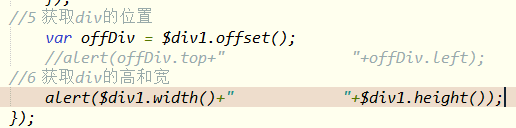 });
//5 获取div的位置
var offDiv = $div1.offset();
//alert(offDiv.top+"                "+offDiv.left);
//6 获取div的高和宽
alert($div1.width()+"                "+$div1.height());
});